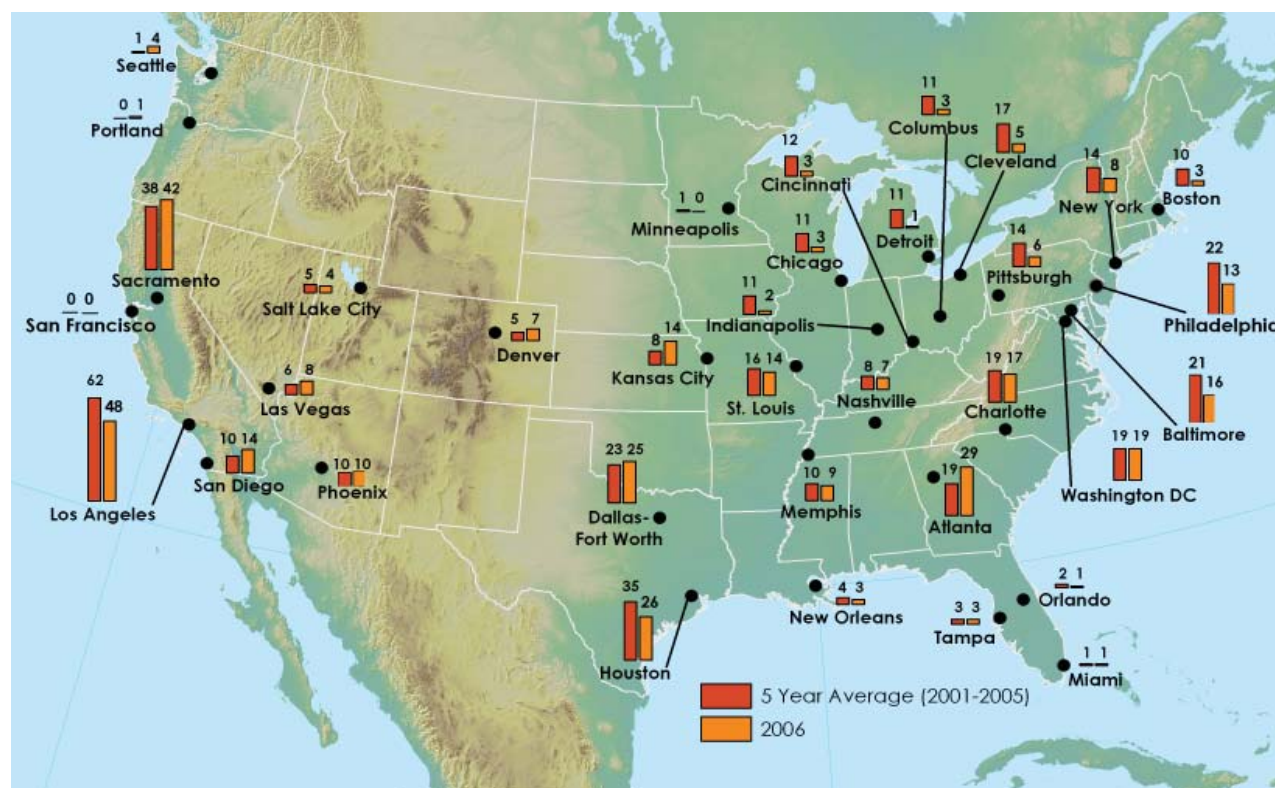 1 4
Seattle
0 1
Portland
38 42
Sacramento
0 0
San Francisco
62 48
Los Angeles
10 14
San Diego
6 8
Las Vegas
5 4
Salt Lake City
10 10
Phoenix
5 7
Denver
1 0
Minneapolis
8 14
Kansas City
16 14
St. Louis
23 25
Dallas-
Fort Worth
35 26
Houston
11 2
Indianapolis
11 3
Chicago
12 3
Cincinnati
11 3
Columbus
17 5
Cleveland
11 1
Detroit
14 6
Pittsburgh
14 8
New York
10 3
Boston
22 13
Philadelphia
21 16
Baltimore
19 19
Washington DC
8 7
Nashville
19 17
Charlotte
10 9
Memphis
19 29
Atlanta
4 3
New Orleans
2 1
Orlando
3 3
Tampa
1 1
Miami
5 Year Average (2001-2005)
2006